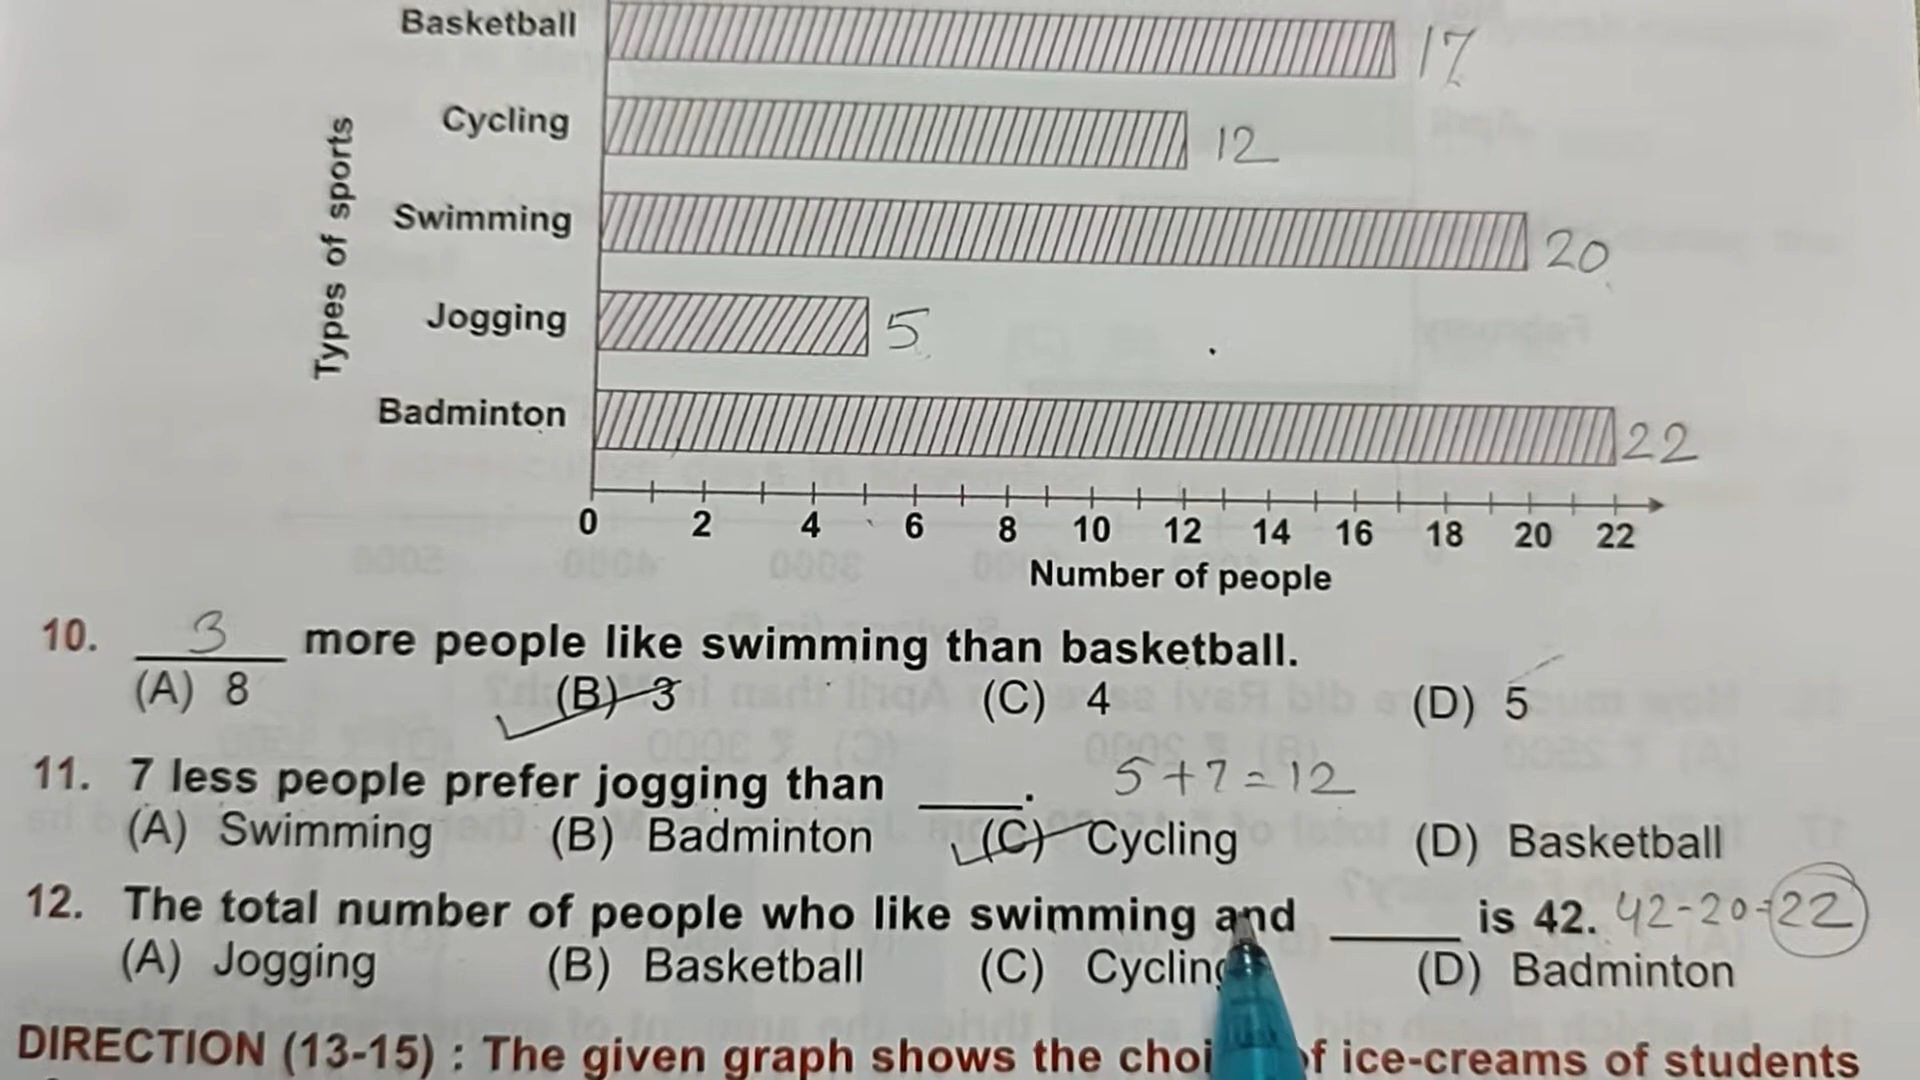 Basketball 17
Cycling 12
Types of sports
Swimming 20
Jogging 5
Badminton 22
0 2 4 6 8 10 12 14 16 18 20 22
Number of people
10. 3 more people like swimming than basketball.
(A) 8 (B) 3 (C) 4 (D) 5
11. 7 less people prefer jogging than ____. 5+7=12
(A) Swimming (B) Badminton (C) Cycling (D) Basketball
12. The total number of people who like swimming and ____ is 42. 42-20=22
(A) Jogging (B) Basketball (C) Cycling (D) Badminton
DIRECTION (13-15) : The given graph shows the of ice-creams of students